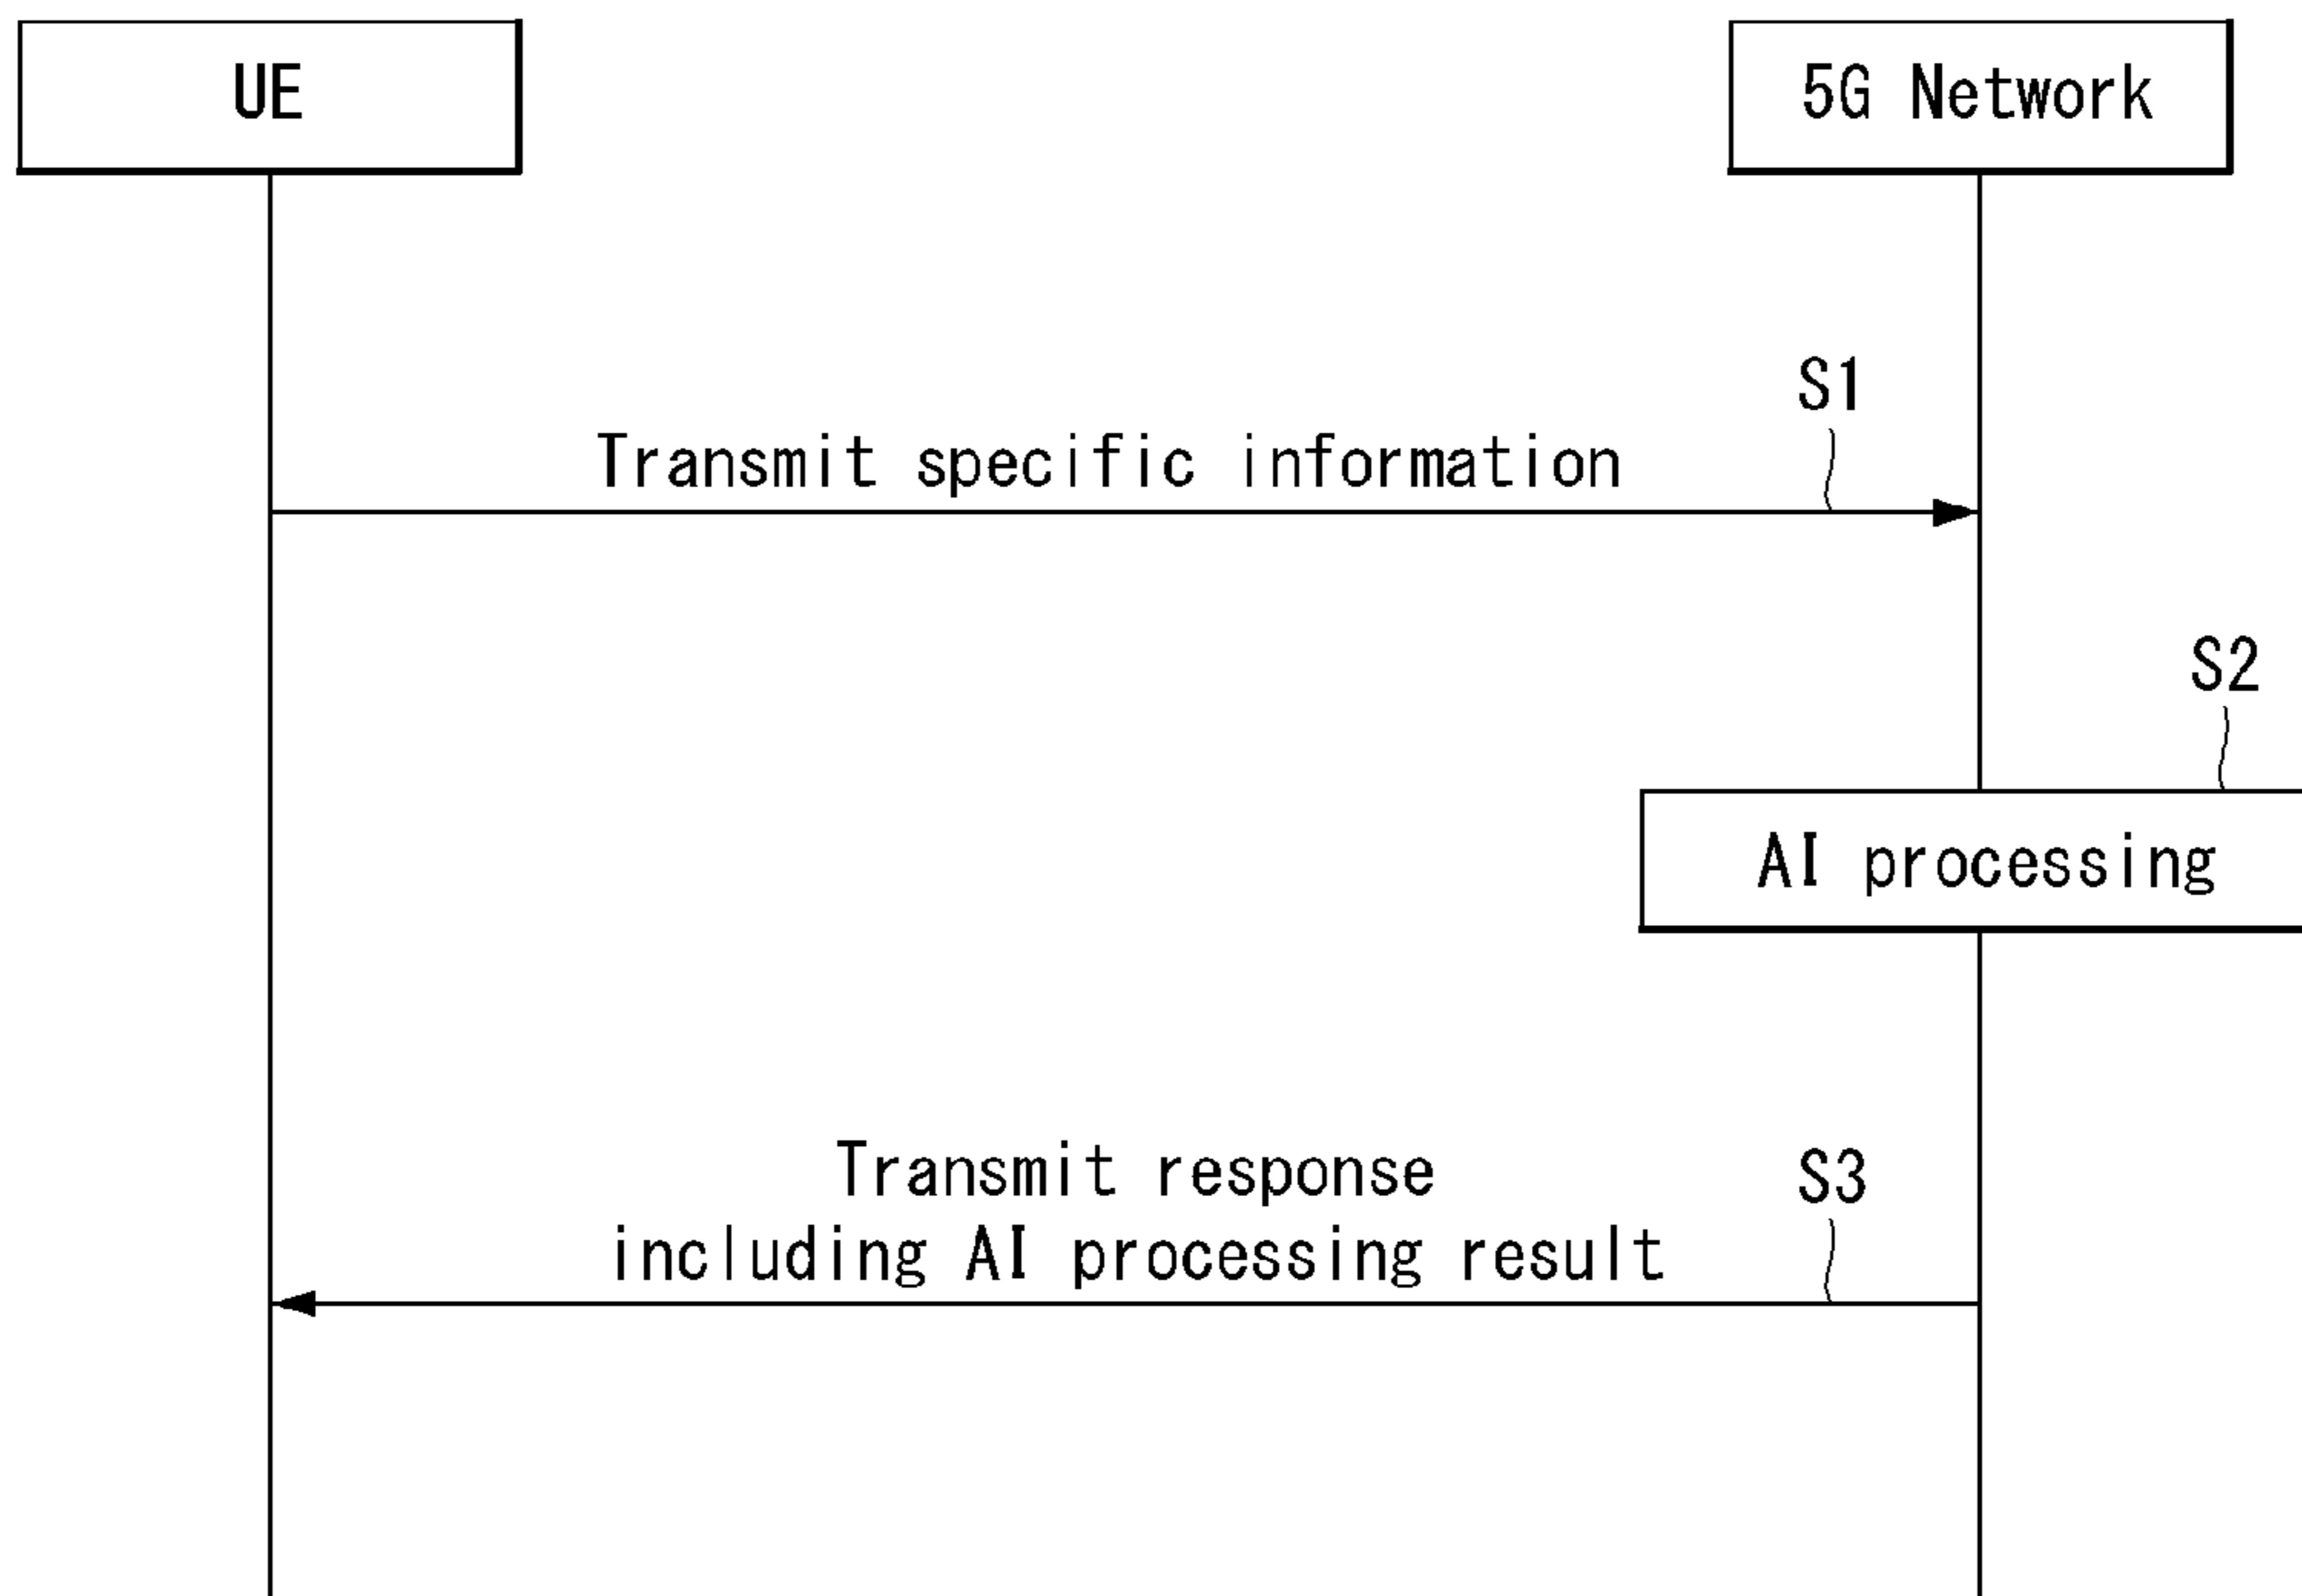 UE
5G Network
S1
Transmit specific information
S2
AI processing
Transmit response
S3
including AI processing result